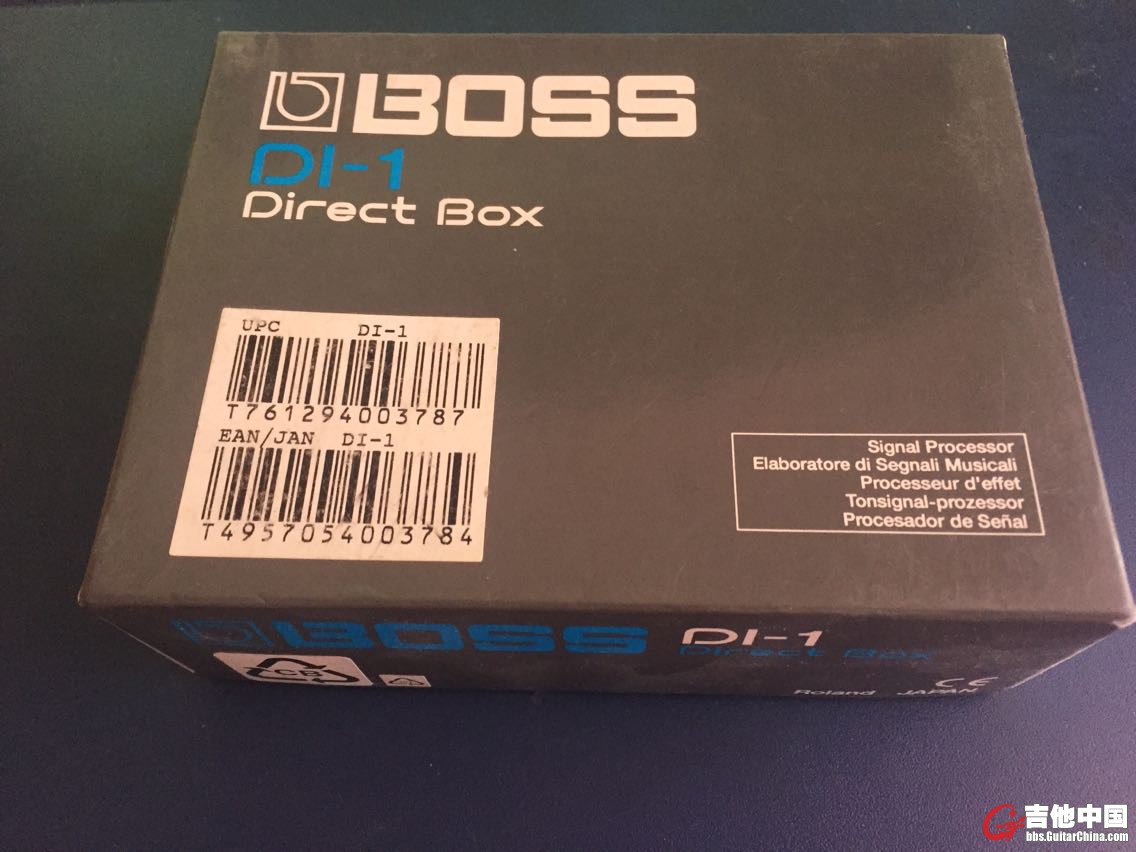 BOSS
DI-1
Direct Box
UPC DI-1
T761294003787
EAN/JAN DI-1
T4957054003784
Signal Processor
Elaboratore di Segnali Musicali
Processeur d'effet
Tonsignal-prozessor
Procesador de Señal
BOSS DI-1
Direct Box
CB
CE
Roland JAPAN
吉他中国
bbs.GuitarChina.com